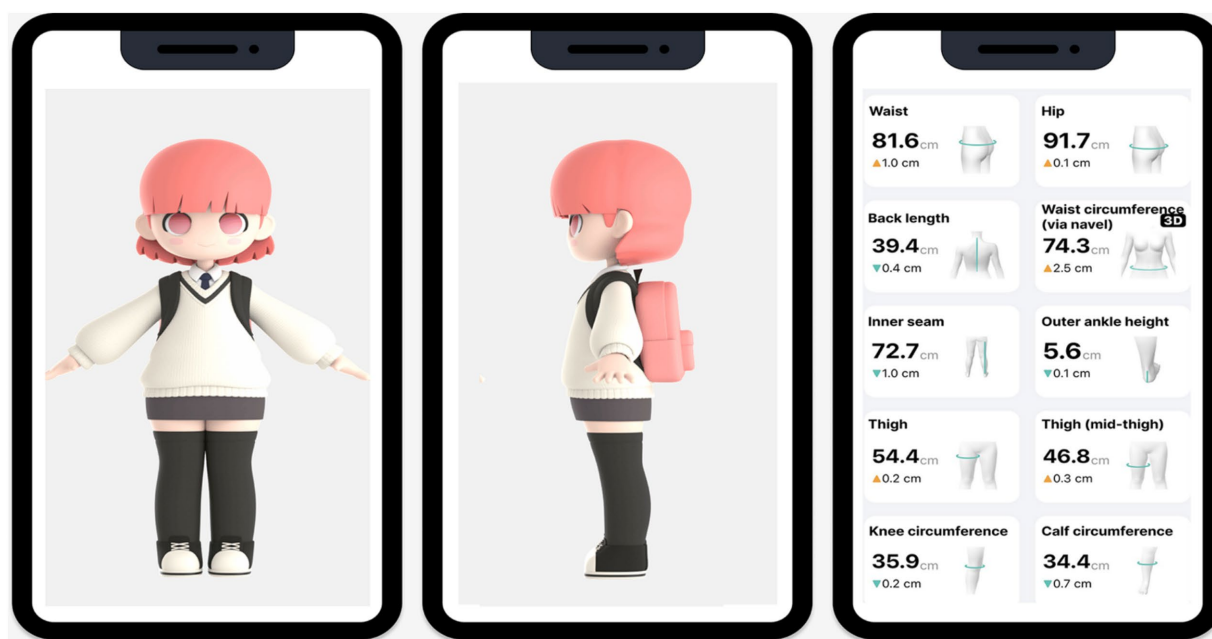 Waist
81.6cm
▲1.0 cm
Hip
91.7cm
▲0.1 cm
Back length
39.4cm
▼0.4 cm
Waist circumference
(via navel)
3D
74.3cm
▲2.5 cm
Inner seam
72.7cm
▼1.0 cm
Outer ankle height
5.6cm
▼0.1 cm
Thigh
54.4cm
▲0.2 cm
Thigh (mid-thigh)
46.8cm
▲0.3 cm
Knee circumference
35.9cm
▼0.2 cm
Calf circumference
34.4cm
▼0.7 cm